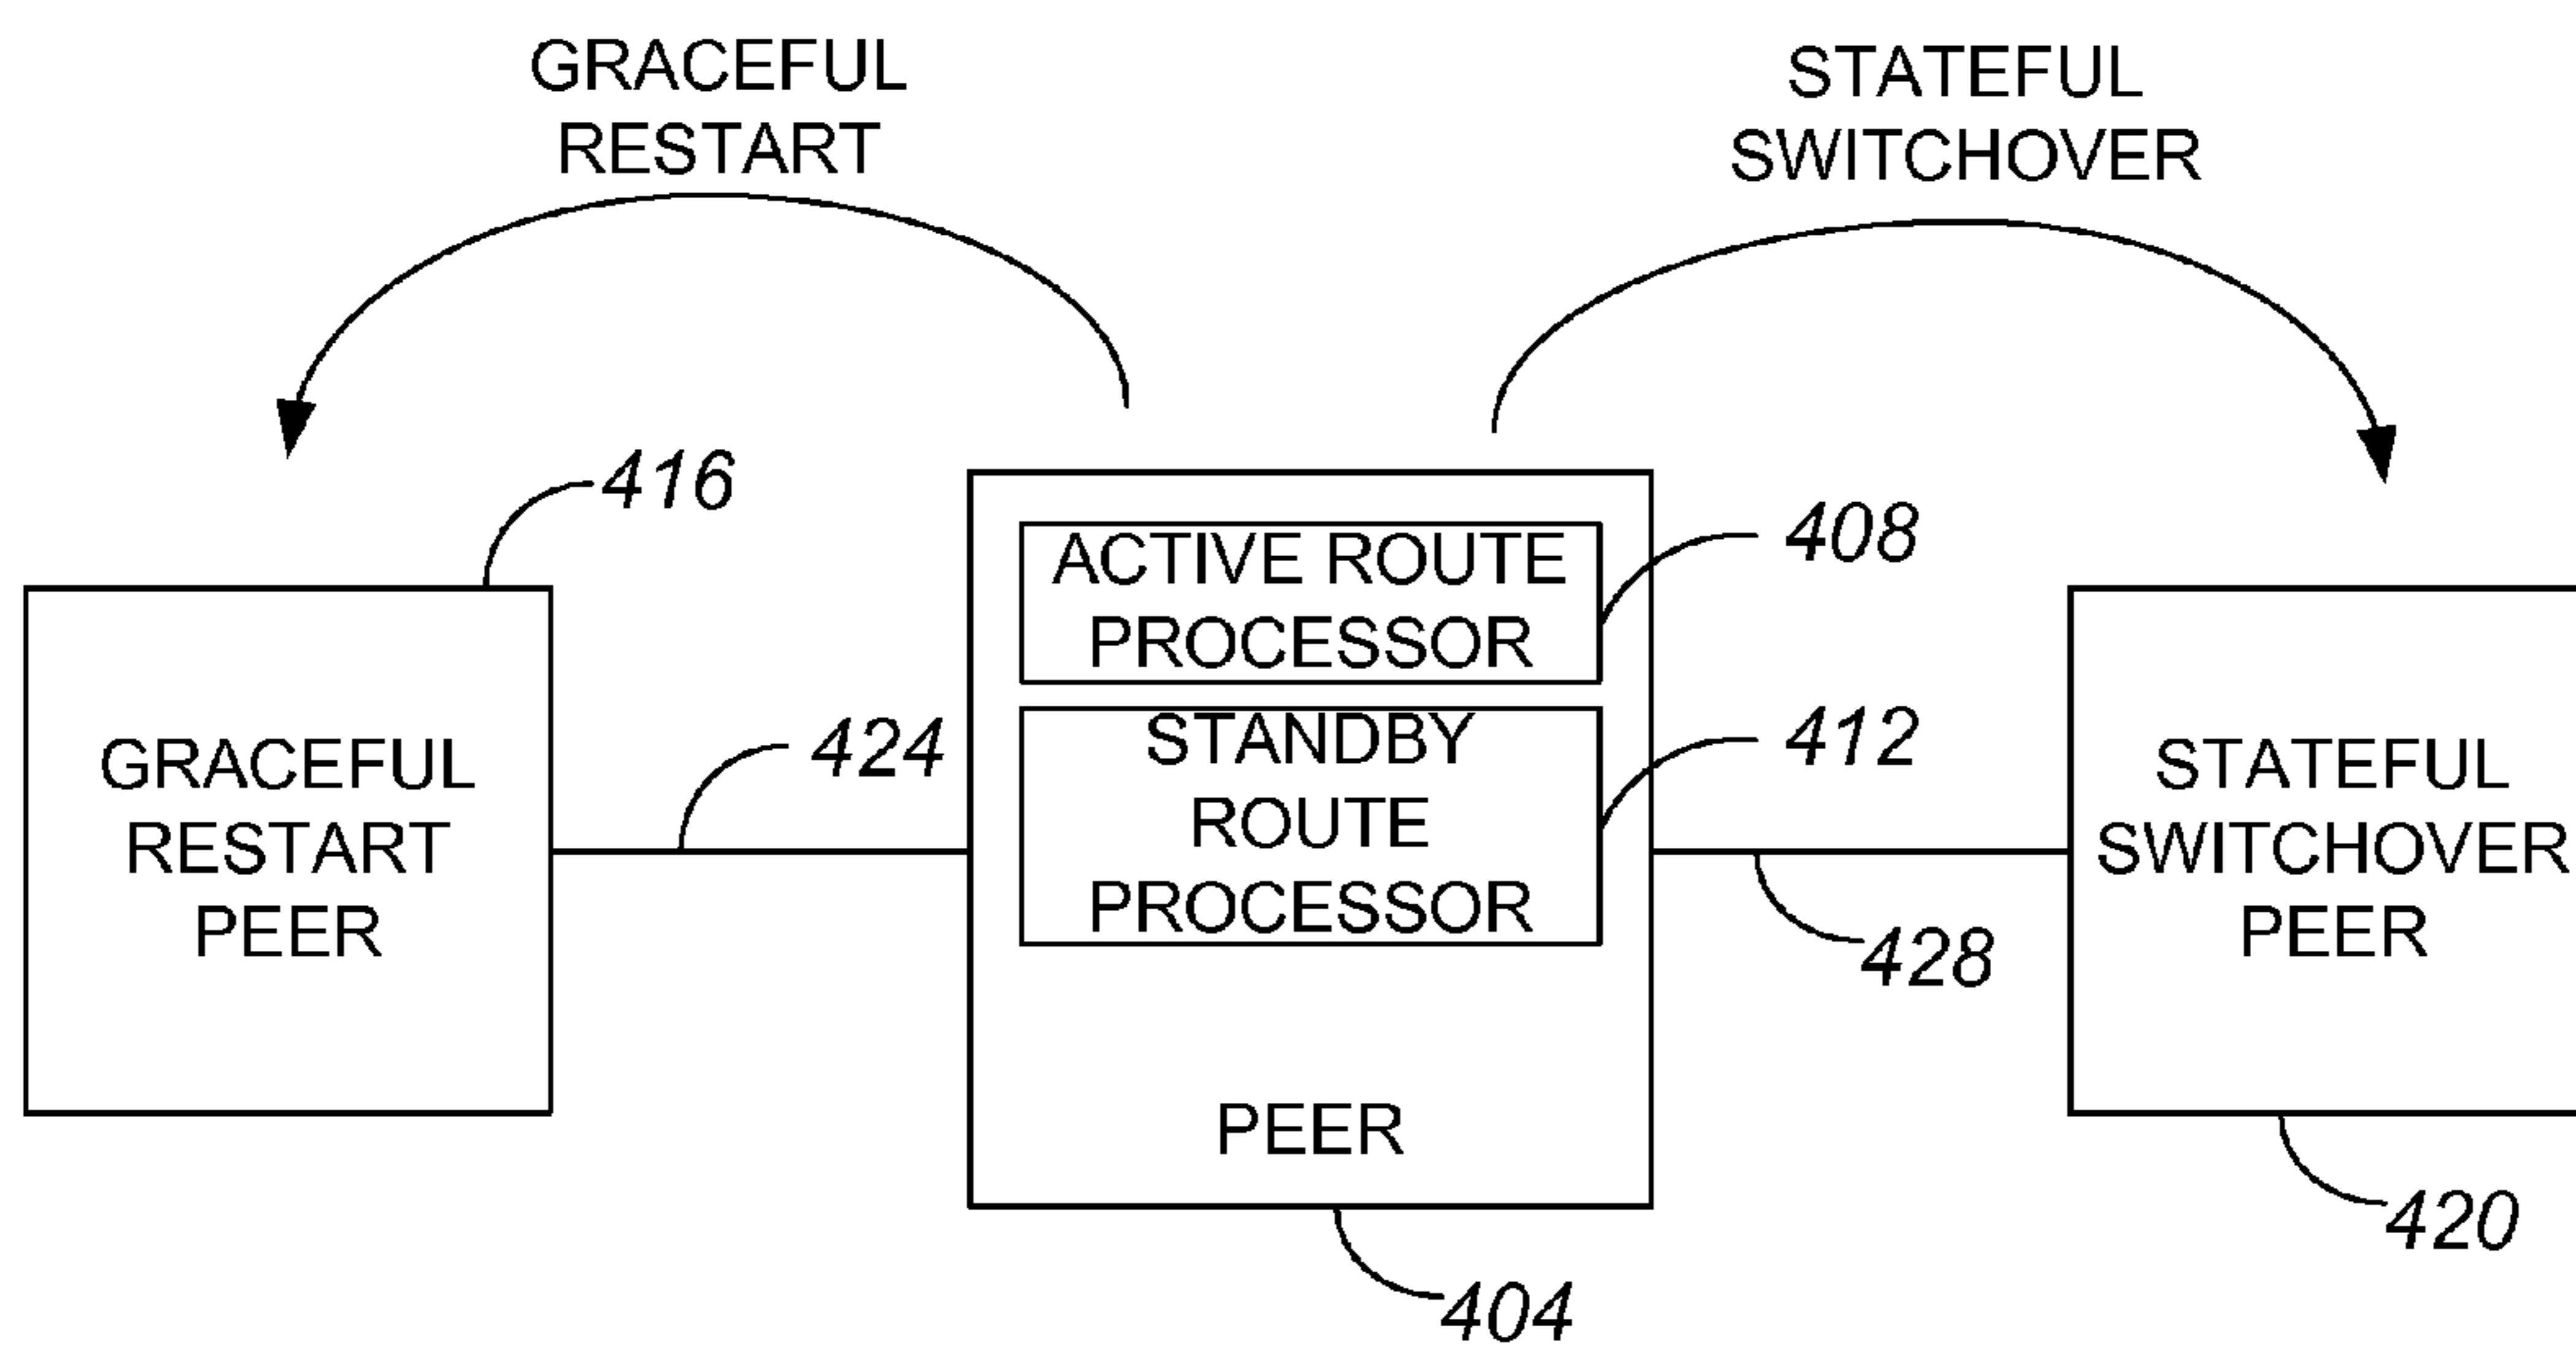 GRACEFUL
RESTART
STATEFUL
SWITCHOVER
416
408
ACTIVE ROUTE
PROCESSOR
424
412
STANDBY
ROUTE
PROCESSOR
GRACEFUL
RESTART
PEER
STATEFUL
SWITCHOVER
PEER
428
PEER
420
404